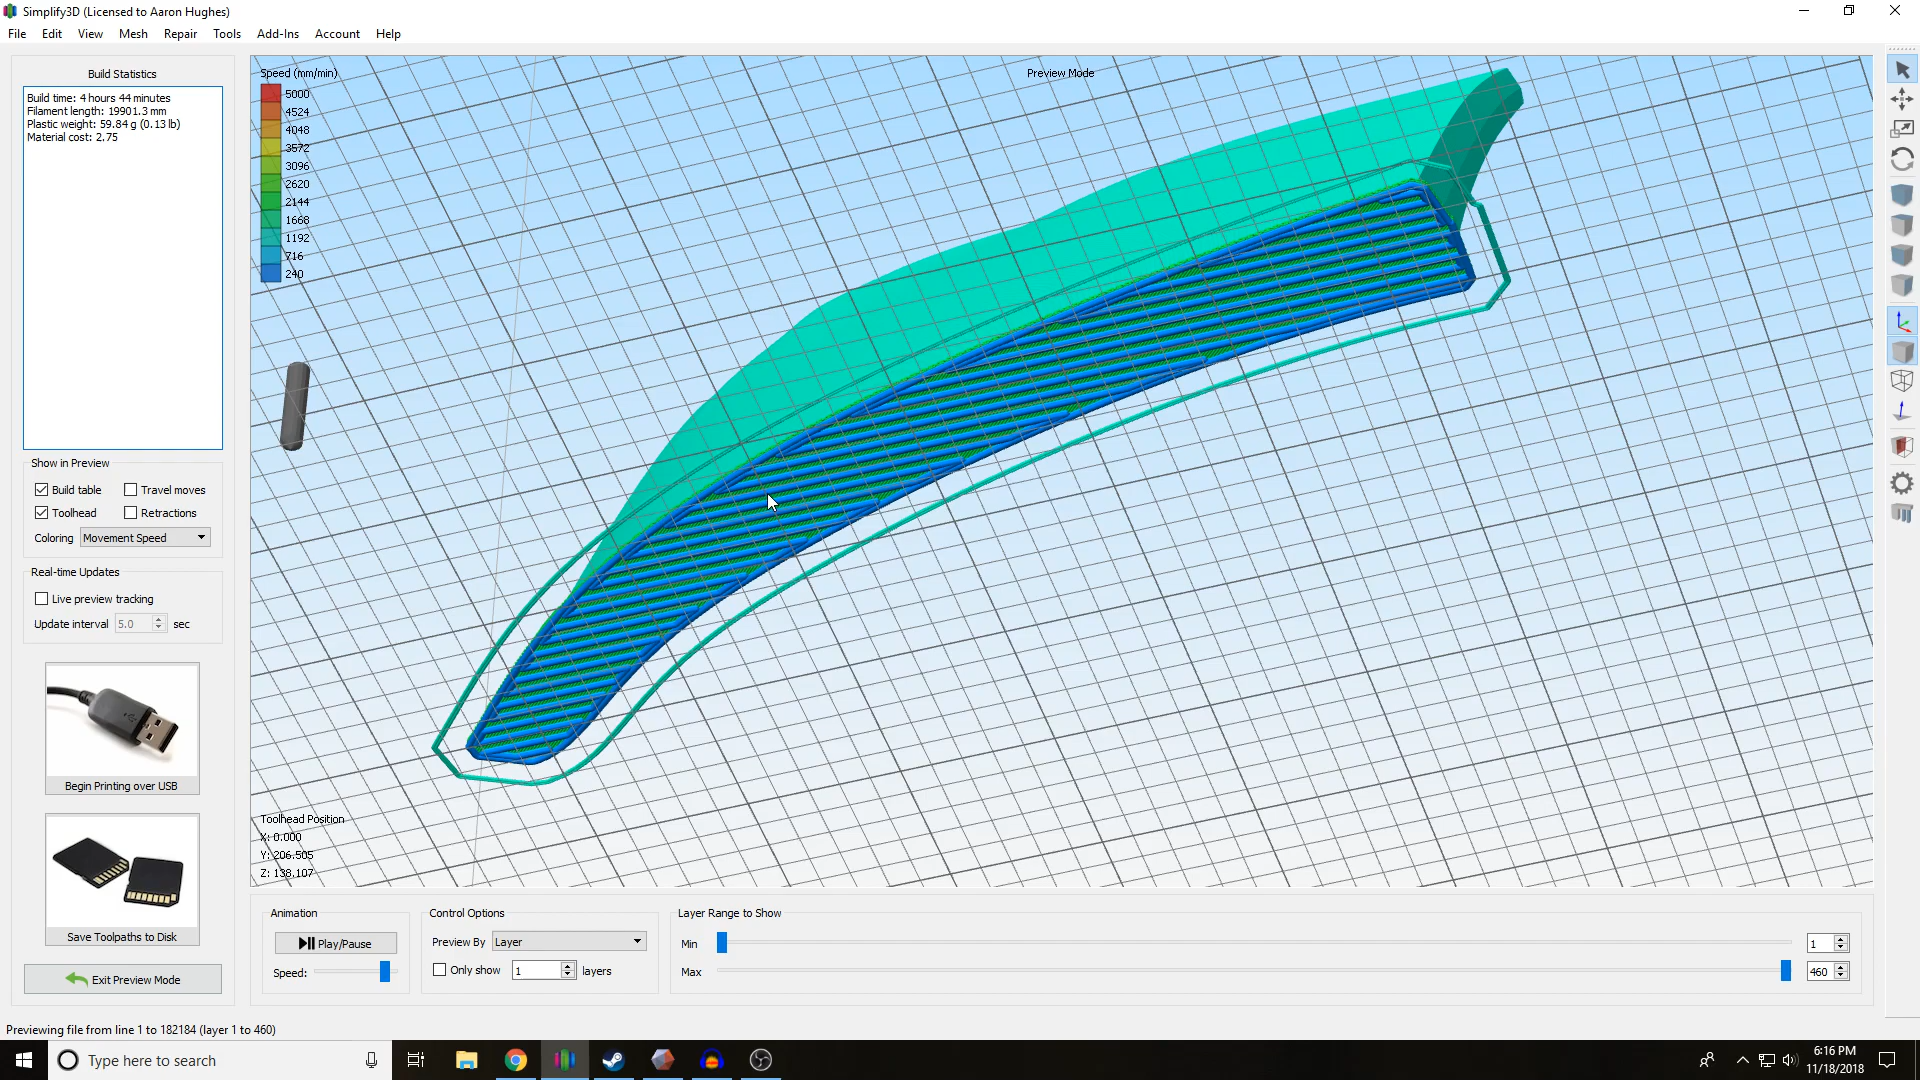 Simplify3D (Licensed to Aaron Hughes)
File Edit View Mesh Repair Tools Add-Ins Account Help
Build Statistics
Build time: 4 hours 44 minutes
Filament length: 19901.3 mm
Plastic weight: 59.84 g (0.13 lb)
Material cost: 2.75
Show in Preview
Build table Travel moves
Toolhead Retractions
Coloring Movement Speed
Real-time Updates
Live preview tracking
Update interval 5.0 sec
Begin Printing over USB
Save Toolpaths to Disk
Exit Preview Mode
Speed (mm/min)
5000
4524
4048
3572
3096
2620
2144
1668
1192
716
240
Preview Mode
Toolhead Position
X: 0.000
Y: 206.505
Z: 138.107
Animation
Play/Pause
Speed:
Control Options
Preview By Layer
Only show 1 layers
Layer Range to Show
Min 1
Max 460
Previewing file from line 1 to 182184 (layer 1 to 460)
Type here to search
6:16 PM
11/18/2018